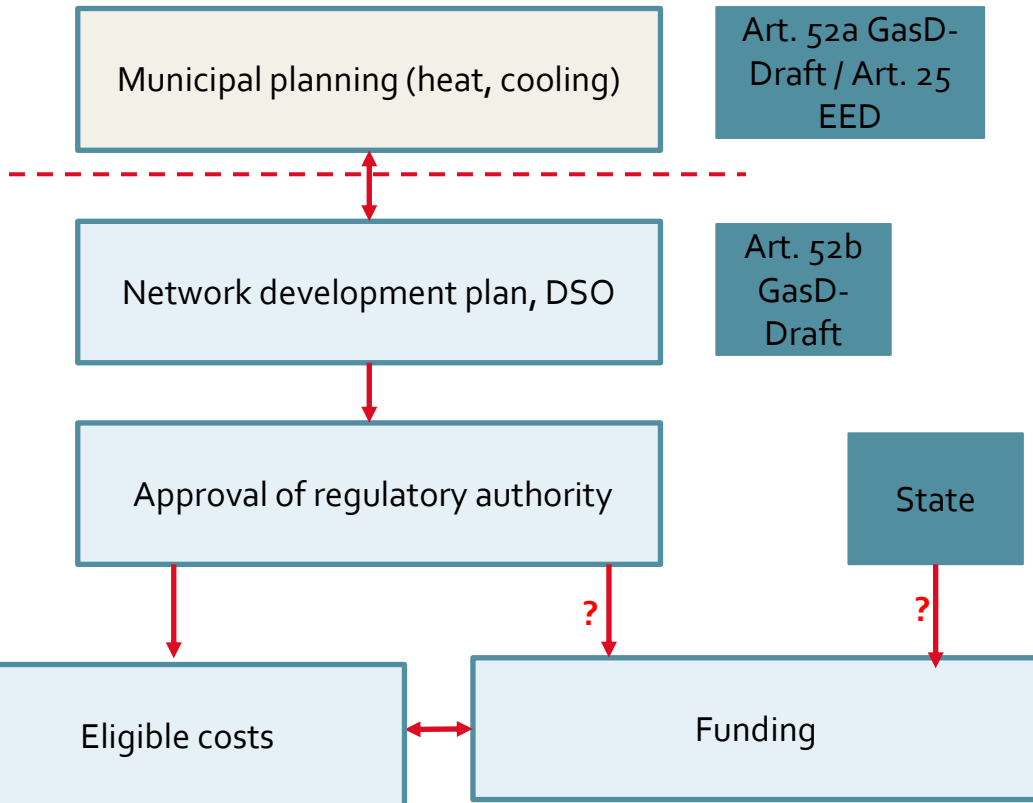 Municipal planning (heat, cooling)
Art. 52a GasD-
Draft / Art. 25
EED
Network development plan, DSO
Art. 52b
GasD-
Draft
Approval of regulatory authority
State
?
?
Eligible costs
Funding